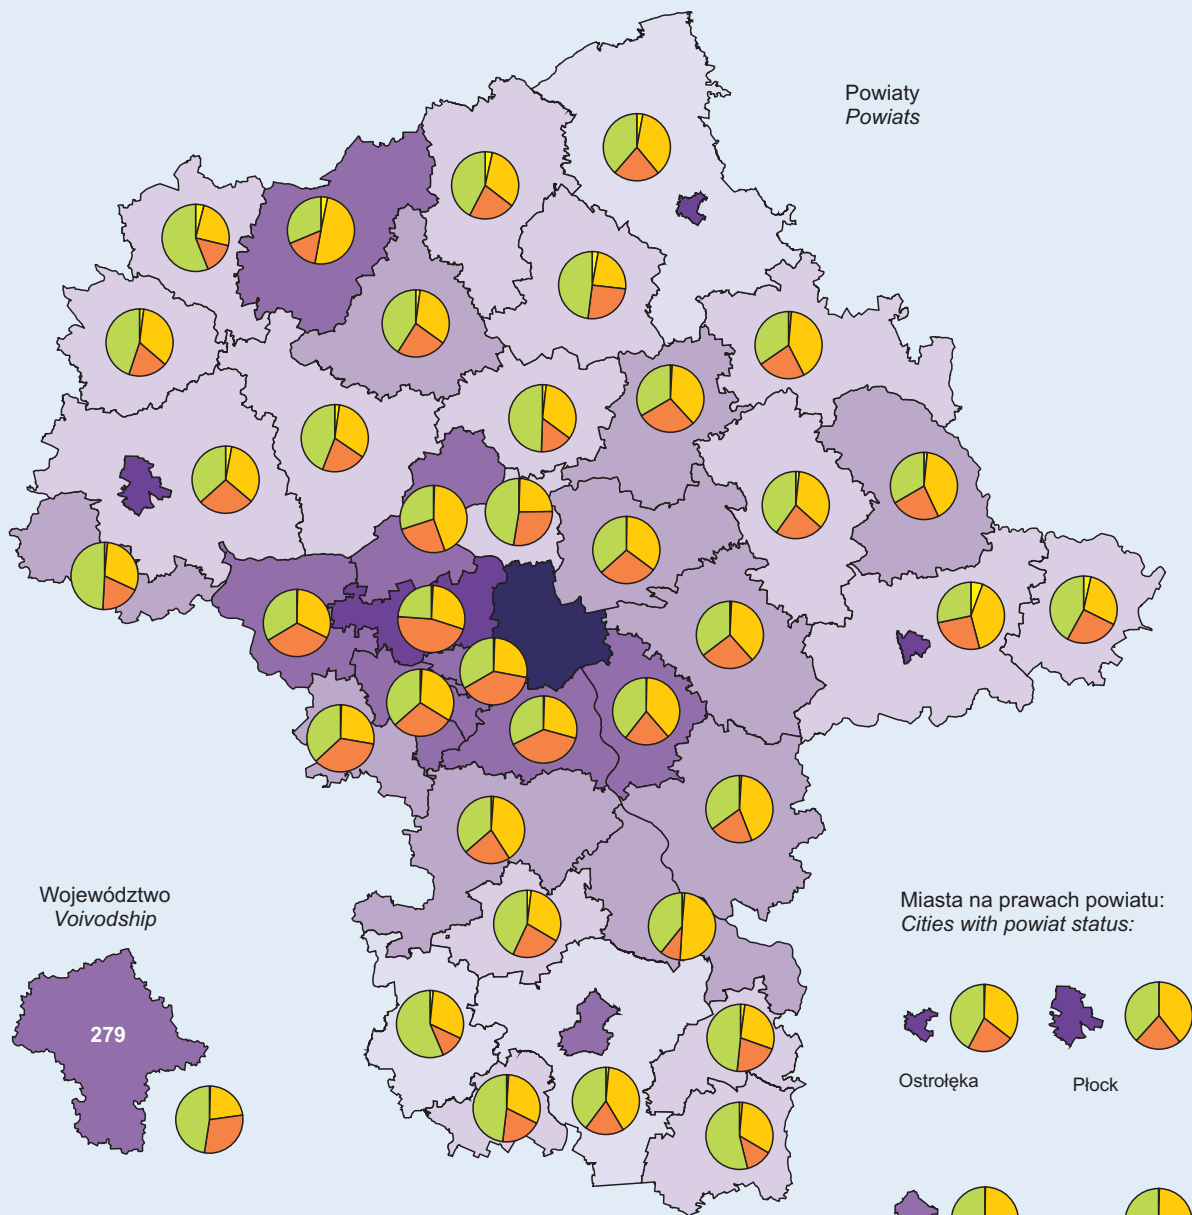 Powiaty
Powiats
Województwo
Voivodship
279
Miasta na prawach powiatu:
Cities with powiat status:
Ostrołęka
Płock